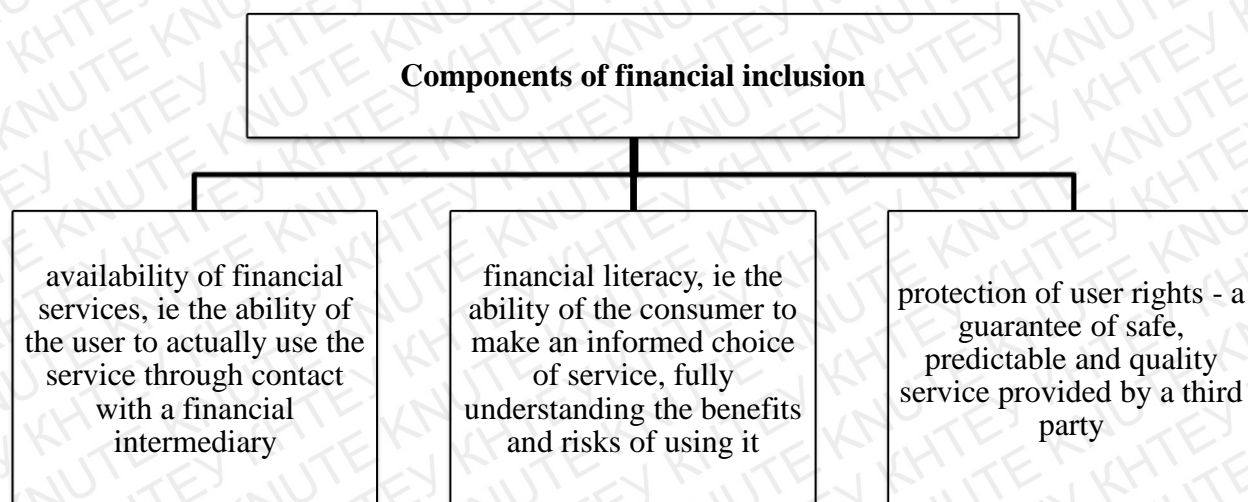 Components of financial inclusion
availability of financial
services, ie the ability of
the user to actually use the
service through contact
with a financial
intermediary
financial literacy, ie the
ability of the consumer to
make an informed choice
of service, fully
understanding the benefits
and risks of using it
protection of user rights - a
guarantee of safe,
predictable and quality
service provided by a third
party